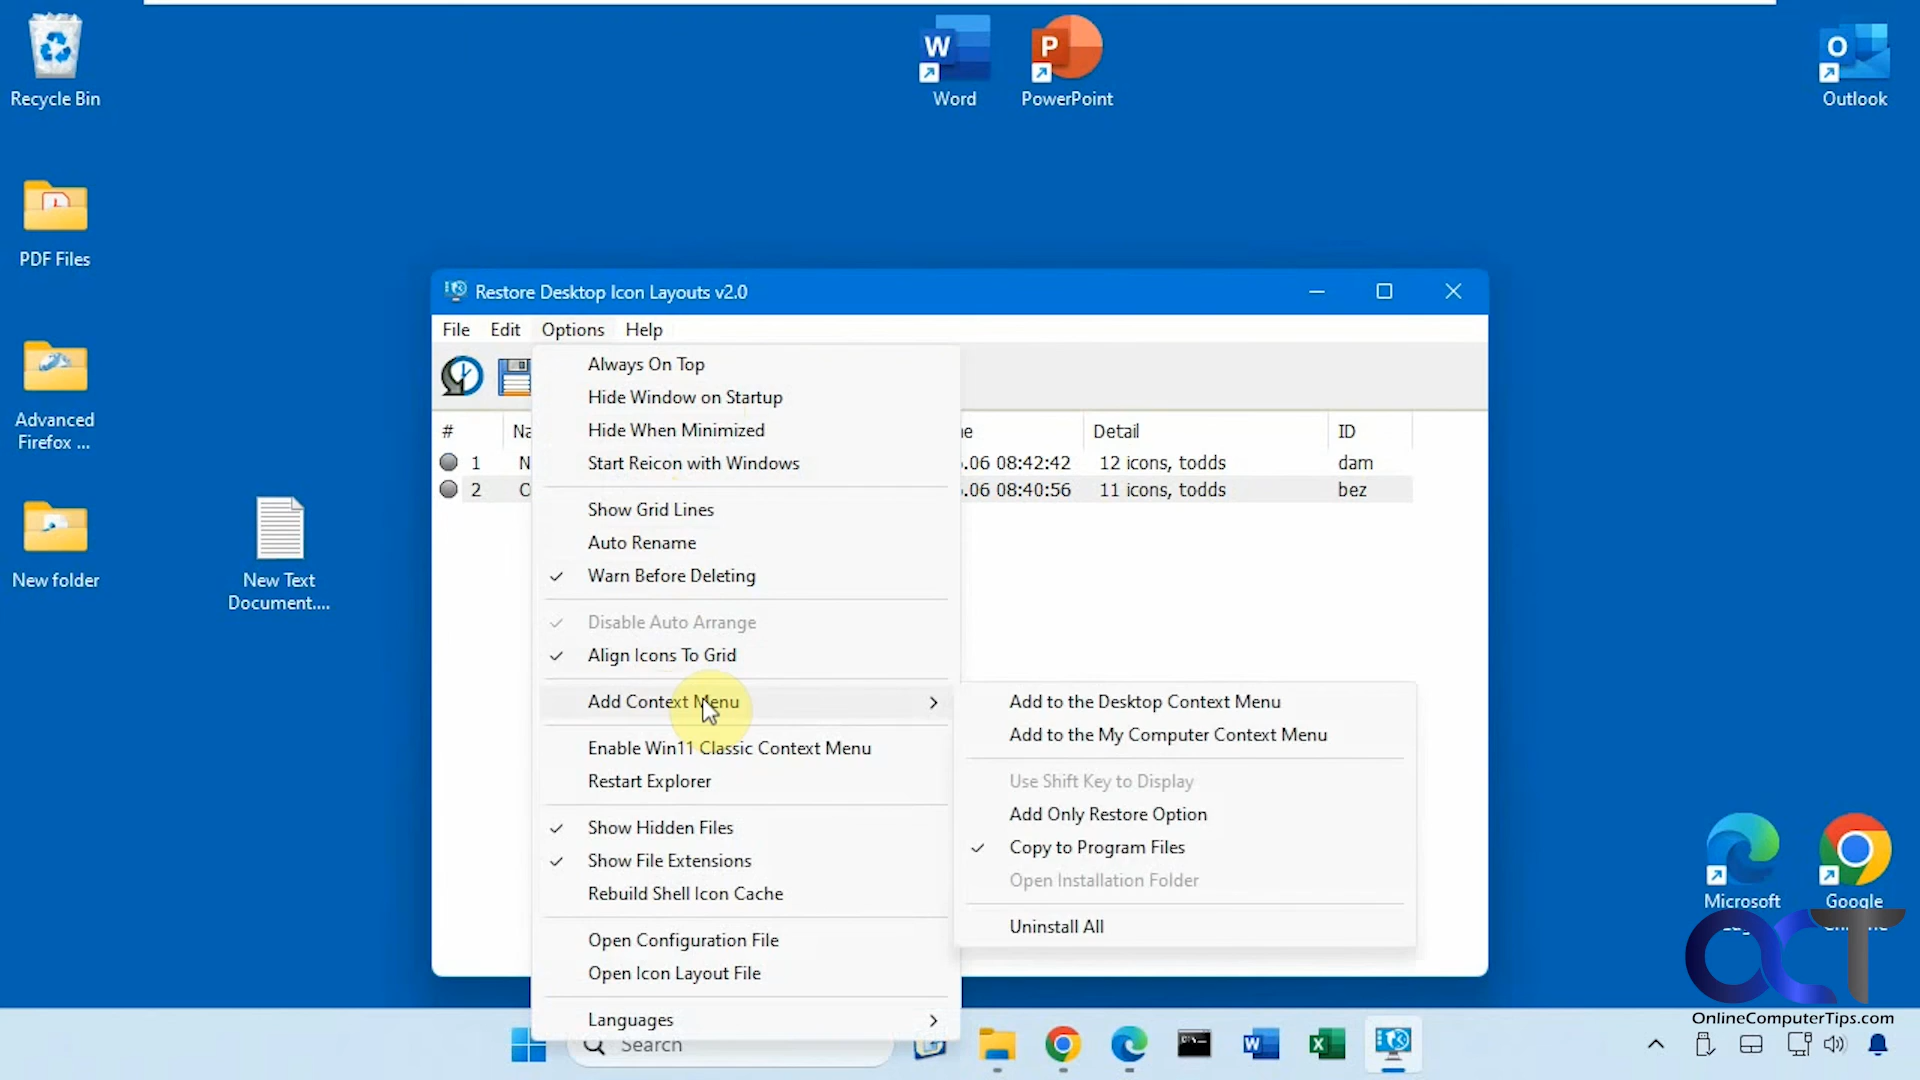 Recycle Bin
W
Word
P
PowerPoint
O
Outlook
PDF Files
Advanced
Firefox ...
New folder
New Text
Document....
Restore Desktop Icon Layouts v2.0
File Edit Options Help
Always On Top
Hide Window on Startup
Hide When Minimized
Start Reicon with Windows
Show Grid Lines
Auto Rename
Warn Before Deleting
Disable Auto Arrange
Align Icons To Grid
Add Context Menu
Enable Win11 Classic Context Menu
Restart Explorer
Show Hidden Files
Show File Extensions
Rebuild Shell Icon Cache
Open Configuration File
Open Icon Layout File
Languages
# Detail ID
1 N .06 08:42:42 12 icons, todds dam
2 .06 08:40:56 11 icons, todds bez
Add to the Desktop Context Menu
Add to the My Computer Context Menu
Use Shift Key to Display
Add Only Restore Option
Copy to Program Files
Open Installation Folder
Uninstall All
Microsoft
Google
OCT
OnlineComputerTips.com
Search
W
X